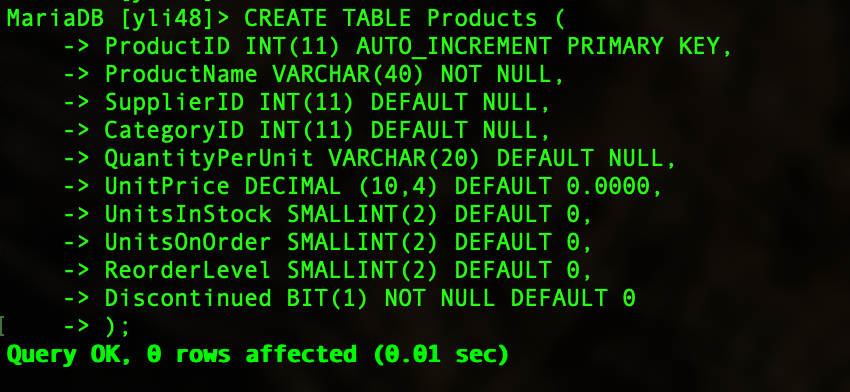 MariaDB [yli48]> CREATE TABLE Products (
    -> ProductID INT(11) AUTO_INCREMENT PRIMARY KEY,
    -> ProductName VARCHAR(40) NOT NULL,
    -> SupplierID INT(11) DEFAULT NULL,
    -> CategoryID INT(11) DEFAULT NULL,
    -> QuantityPerUnit VARCHAR(20) DEFAULT NULL,
    -> UnitPrice DECIMAL (10,4) DEFAULT 0.0000,
    -> UnitsInStock SMALLINT(2) DEFAULT 0,
    -> UnitsOnOrder SMALLINT(2) DEFAULT 0,
    -> ReorderLevel SMALLINT(2) DEFAULT 0,
    -> Discontinued BIT(1) NOT NULL DEFAULT 0
    -> );
Query OK, 0 rows affected (0.01 sec)